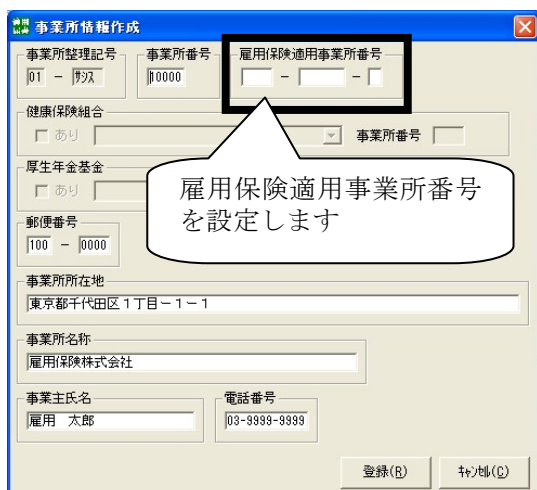 事業所情報作成
事業所整理記号 事業所番号 雇用保険適用事業所番号
01 - ｻﾝｽ 10000 - -
健康保険組合
あり 事業所番号
厚生年金基金
あり
雇用保険適用事業所番号
を設定します
郵便番号
100 - 0000
事業所所在地
東京都千代田区１丁目－１－１
事業所名称
雇用保険株式会社
事業主氏名 電話番号
雇用　太郎 03-9999-9999
登録(R) ｷｬﾝｾﾙ(C)